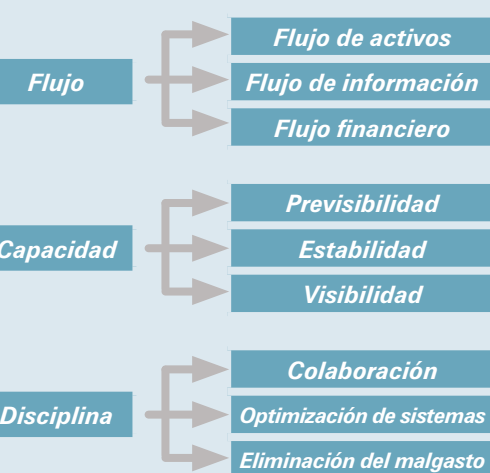 Flujo
Flujo de activos
Flujo de información
Flujo financiero
Capacidad
Previsibilidad
Estabilidad
Visibilidad
Disciplina
Colaboración
Optimización de sistemas
Eliminación del malgasto